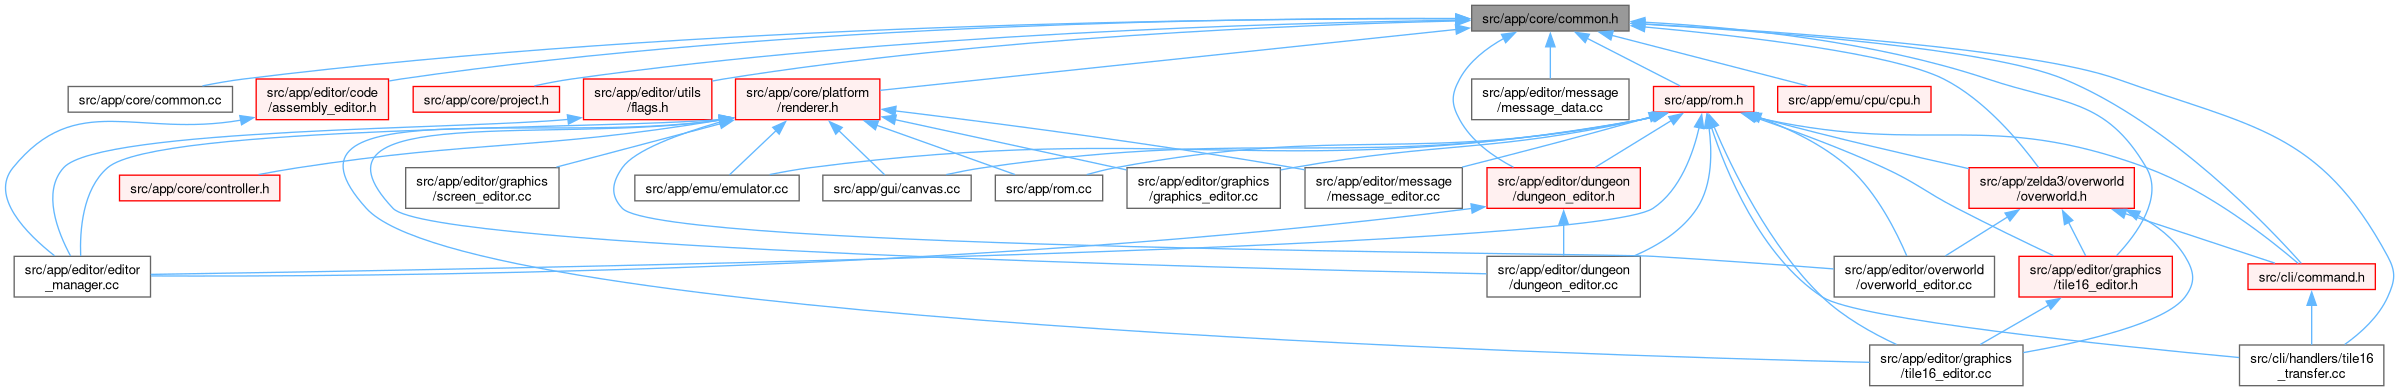 src/app/core/common.h
src/app/core/common.cc
src/app/editor/code
/assembly_editor.h
src/app/core/project.h
src/app/editor/utils
/flags.h
src/app/core/platform
/renderer.h
src/app/editor/message
/message_data.cc
src/app/rom.h
src/app/emu/cpu/cpu.h
src/app/core/controller.h
src/app/editor/graphics
/screen_editor.cc
src/app/emu/emulator.cc
src/app/gui/canvas.cc
src/app/rom.cc
src/app/editor/graphics
/graphics_editor.cc
src/app/editor/message
/message_editor.cc
src/app/editor/dungeon
/dungeon_editor.h
src/app/zelda3/overworld
/overworld.h
src/app/editor/editor
_manager.cc
src/app/editor/dungeon
/dungeon_editor.cc
src/app/editor/overworld
/overworld_editor.cc
src/app/editor/graphics
/tile16_editor.h
src/cli/command.h
src/app/editor/graphics
/tile16_editor.cc
src/cli/handlers/tile16
_transfer.cc